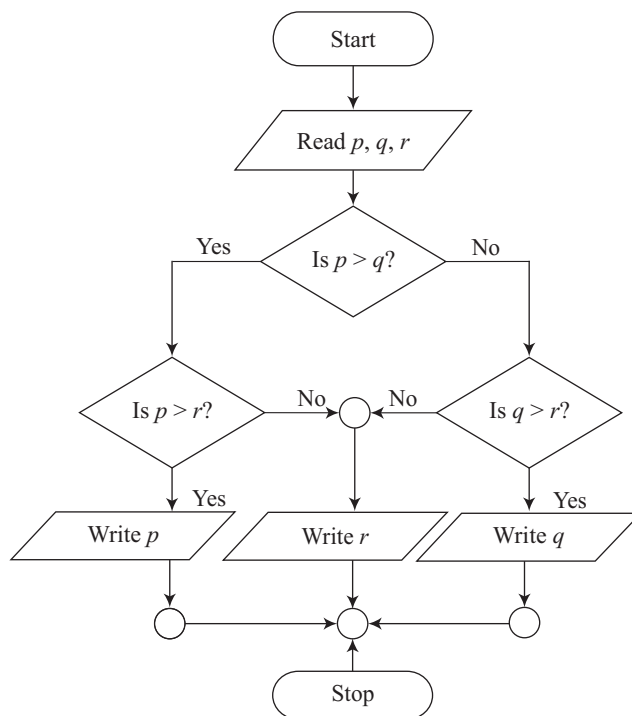 Start
Read p, q, r
Is p > q?
Yes
No
Is p > r?
No
No
Is q > r?
Yes
Yes
Write p
Write r
Write q
Stop